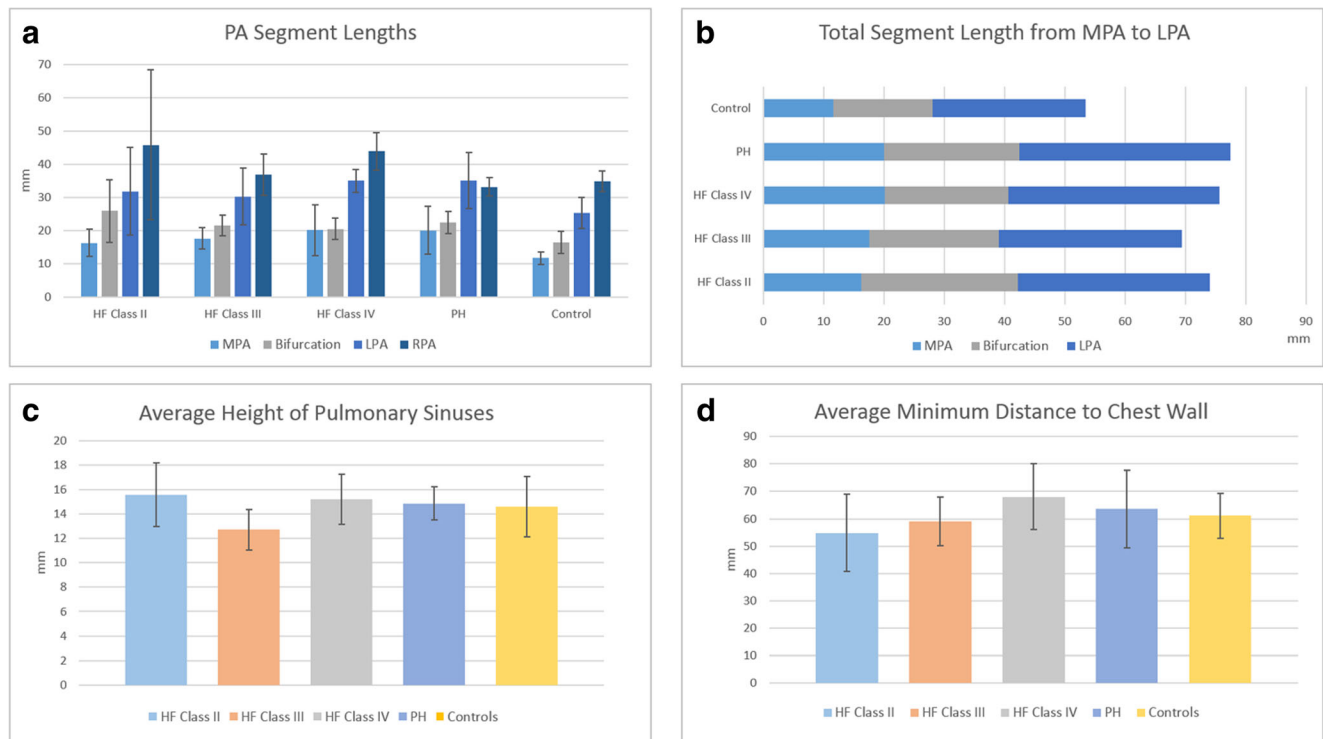 a
PA Segment Lengths
70
60
50
40
30
20
10
0
mm
HF Class II HF Class III HF Class IV PH Control
MPA Bifurcation LPA RPA
b
Total Segment Length from MPA to LPA
Control
PH
HF Class IV
HF Class III
HF Class II
0 10 20 30 40 50 60 70 80 90
mm
MPA Bifurcation LPA
c
Average Height of Pulmonary Sinuses
20
18
16
14
12
10
8
6
4
2
0
mm
HF Class II HF Class III HF Class IV PH Controls
d
Average Minimum Distance to Chest Wall
90
80
70
60
50
40
30
20
10
0
mm
HF Class II HF Class III HF Class IV PH Controls